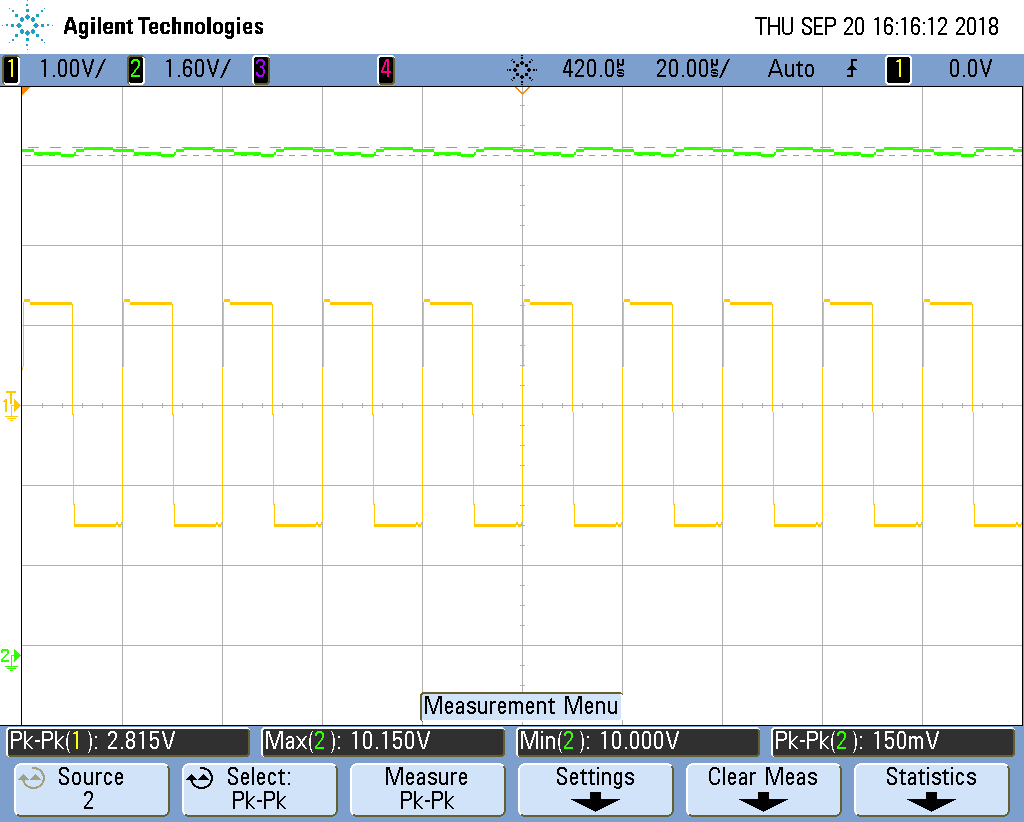 Agilent Technologies THU SEP 20 16:16:12 2018
1 1.00V/ 2 1.60V/ 3 4 420.0µs 20.00µs/ Auto 1 0.0V
T
1
2
Measurement Menu
Pk-Pk(1): 2.815V Max(2): 10.150V Min(2): 10.000V Pk-Pk(2): 150mV
Source Select: Measure Settings Clear Meas Statistics
2 Pk-Pk Pk-Pk